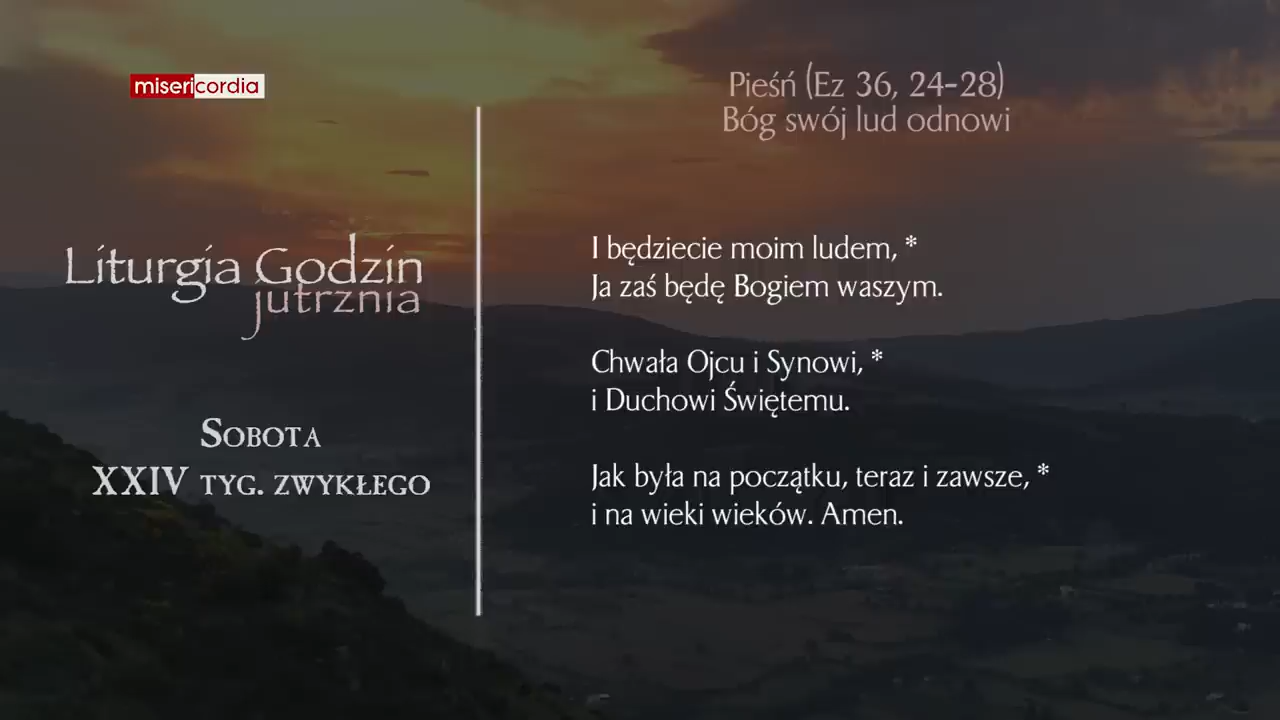 misericordia
Liturgia Godzin
jutrznia
Sobota
XXIV tyg. zwykłego
Pieśń (Ez 36, 24-28)
Bóg swój lud odnowi
I będziecie moim ludem, *
Ja zaś będę Bogiem waszym.
Chwała Ojcu i Synowi, *
i Duchowi Świętemu.
Jak była na początku, teraz i zawsze, *
i na wieki wieków. Amen.